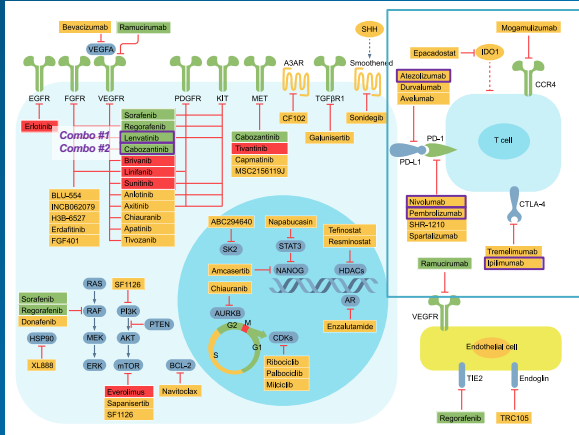 Bevacizumab
Ramucirumab
VEGFA
SHH
A3AR
Smoothened
EGFR
FGFR
VEGFR
PDGFR
KIT
MET
TGFβR1
CF102
Sonidegib
Erlotinib
Galunisertib
Combo #1
Combo #2
Sorafenib
Regorafenib
Lenvatinib
Cabozantinib
Brivanib
Linifanib
Sunitinib
Anlotinib
Axitinib
Chiauranib
Apatinib
Tivozanib
Cabozantinib
Tivantinib
Capmatinib
MSC2156119J
BLU-554
INCB062079
H3B-6527
Erdafitinib
FGF401
ABC294640
SK2
Napabucasin
STAT3
Tefinostat
Resminostat
Amcasertib
NANOG
HDACs
Chiauranib
AURKB
AR
Enzalutamide
G2
M
G1
S
CDKs
Ribociclib
Palbociclib
Milciclib
Sorafenib
Regorafenib
Donafenib
RAS
RAF
MEK
ERK
SF1126
PI3K
PTEN
AKT
mTOR
HSP90
XL888
Everolimus
Sapanisertib
SF1126
BCL-2
Navitoclax
Mogamulizumab
Epacadostat
IDO1
CCR4
Atezolizumab
Durvalumab
Avelumab
T cell
PD-1
PD-L1
CTLA-4
Nivolumab
Pembrolizumab
SHR-1210
Spartalizumab
Tremelimumab
Ipilimumab
Ramucirumab
VEGFR
Endothelial cell
TIE2
Endoglin
Regorafenib
TRC105